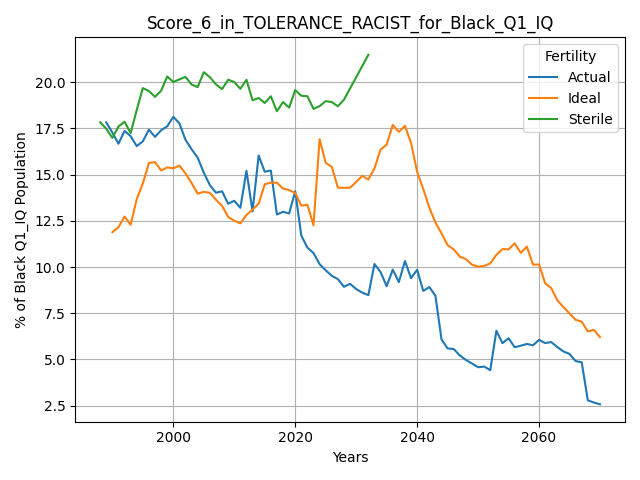 Score_6_in_TOLERANCE_RACIST_for_Black_Q1_IQ
Fertility
Actual
Ideal
Sterile
% of Black Q1_IQ Population
20.0
17.5
15.0
12.5
10.0
7.5
5.0
2.5
2000
2020
2040
2060
Years